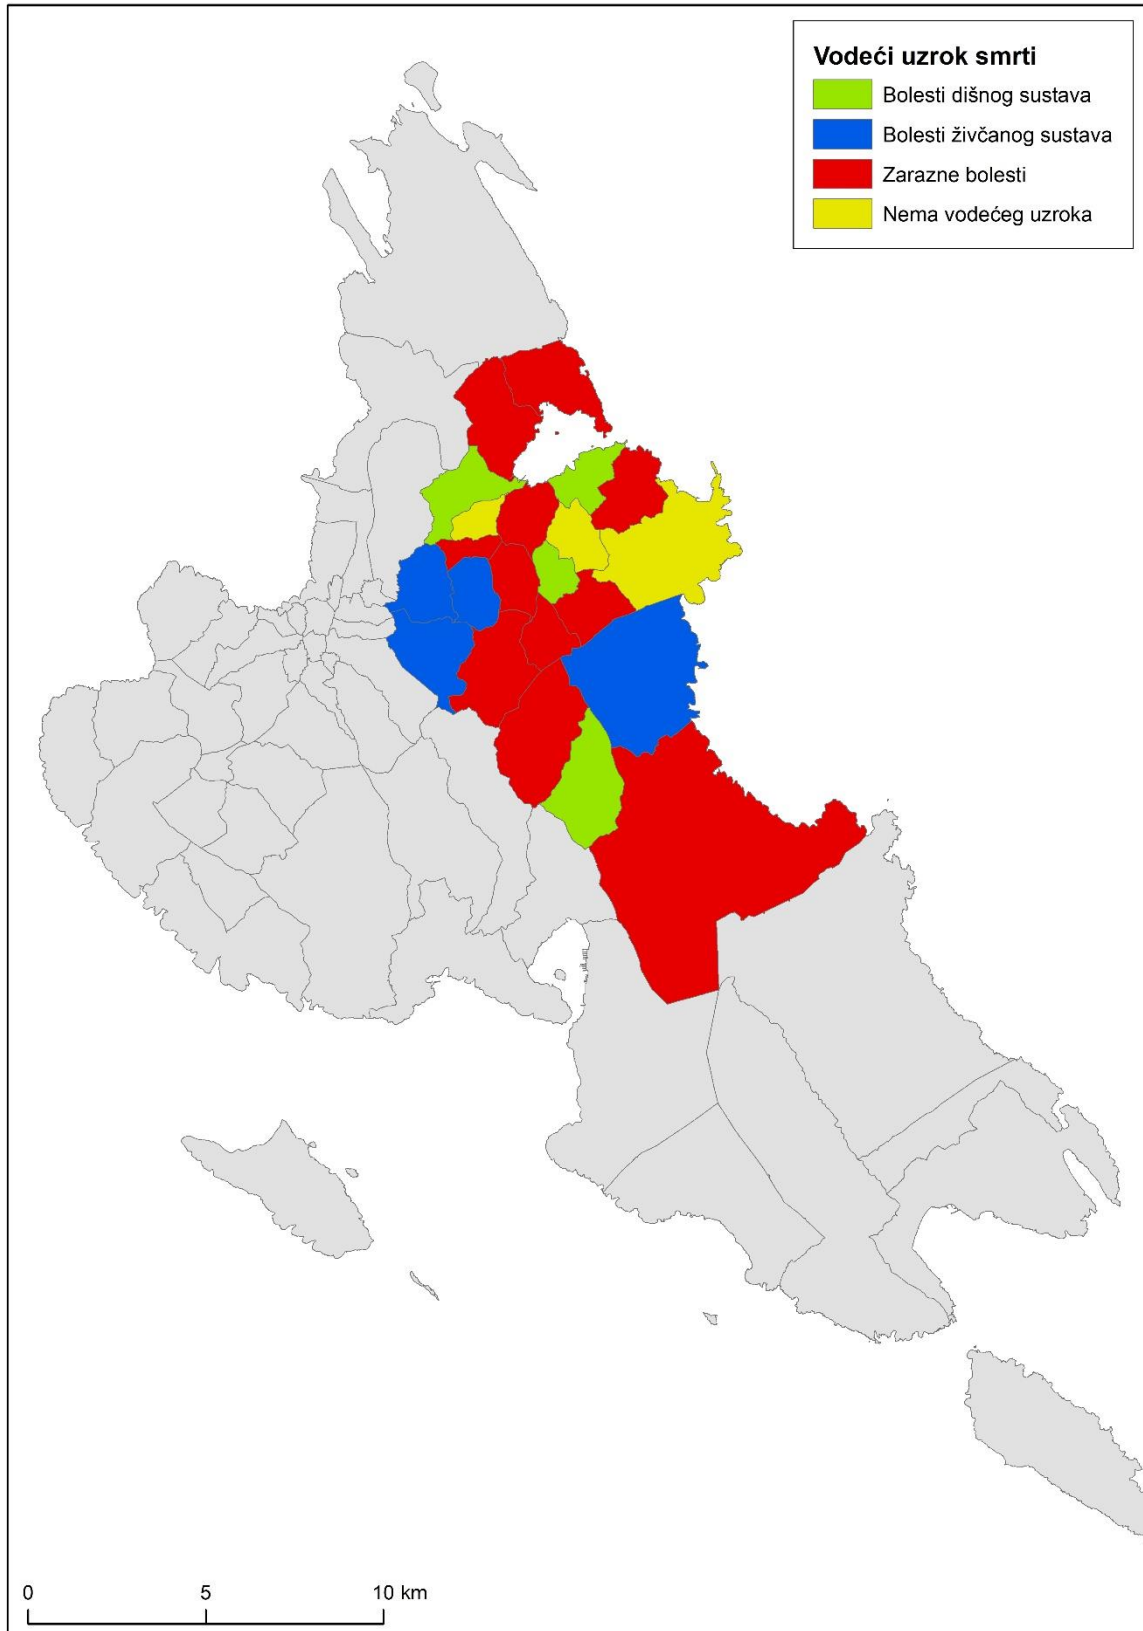 Vodeći uzrok smrti
Bolesti dišnog sustava
Bolesti živčanog sustava
Zarazne bolesti
Nema vodećeg uzroka
0 5 10 km